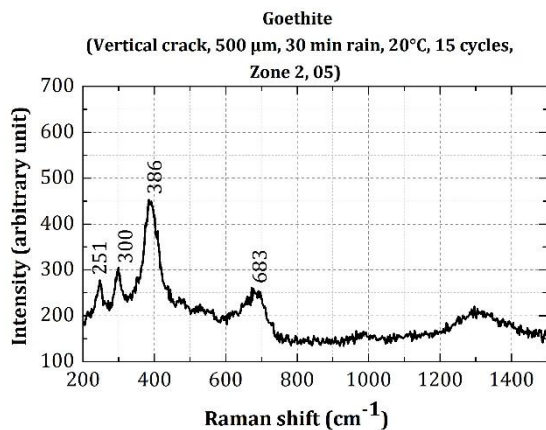 Goethite
(Vertical crack, 500 µm, 30 min rain, 20°C, 15 cycles,
Zone 2, 05)
700
600
500
400
300
200
100
Intensity (arbitrary unit)
251
300
386
683
200 400 600 800 1000 1200 1400
Raman shift (cm⁻¹)